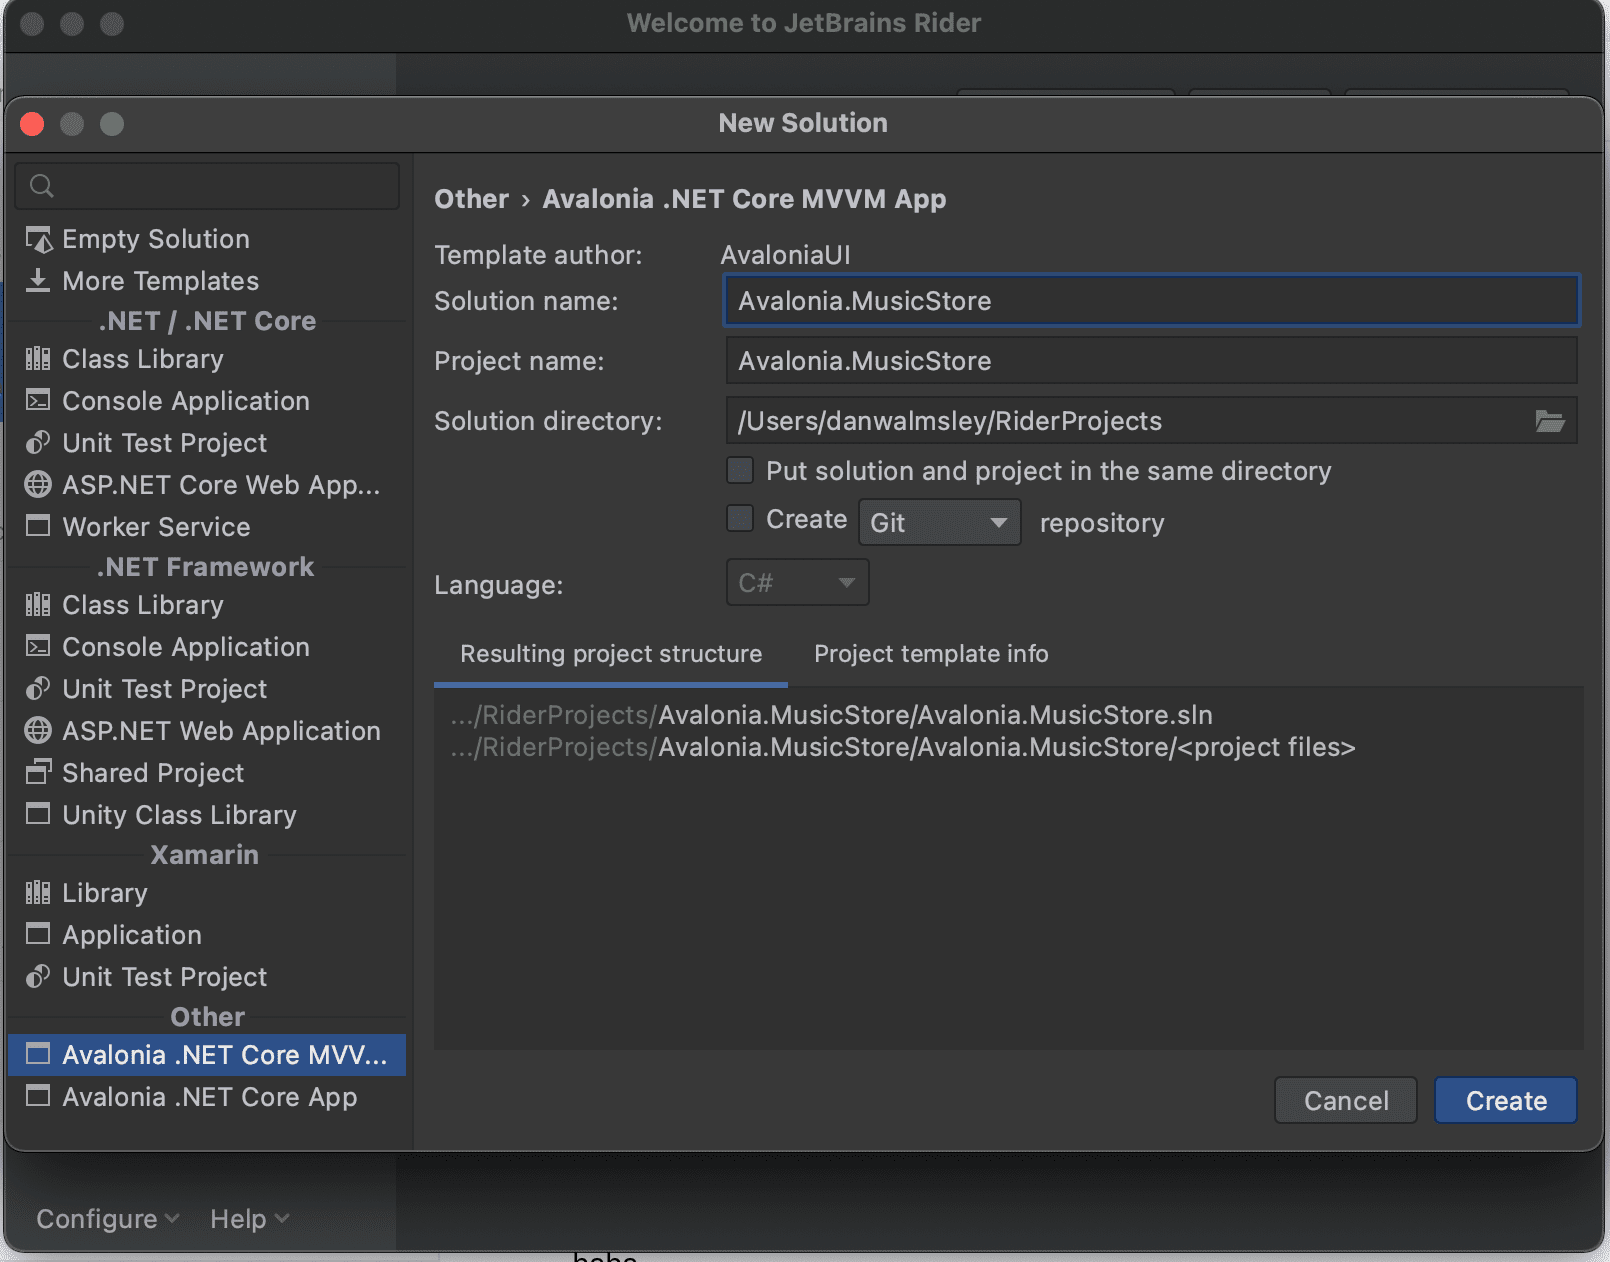 Welcome to JetBrains Rider
New Solution
Empty Solution
More Templates
.NET / .NET Core
Class Library
Console Application
Unit Test Project
ASP.NET Core Web App...
Worker Service
.NET Framework
Class Library
Console Application
Unit Test Project
ASP.NET Web Application
Shared Project
Unity Class Library
Xamarin
Library
Application
Unit Test Project
Other
Avalonia .NET Core MVV...
Avalonia .NET Core App
Other › Avalonia .NET Core MVVM App
Template author: AvaloniaUI
Solution name: Avalonia.MusicStore
Project name: Avalonia.MusicStore
Solution directory: /Users/danwalmsley/RiderProjects
Put solution and project in the same directory
Create Git repository
Language: C#
Resulting project structure Project template info
.../RiderProjects/Avalonia.MusicStore/Avalonia.MusicStore.sln
.../RiderProjects/Avalonia.MusicStore/Avalonia.MusicStore/<project files>
Cancel Create
Configure Help